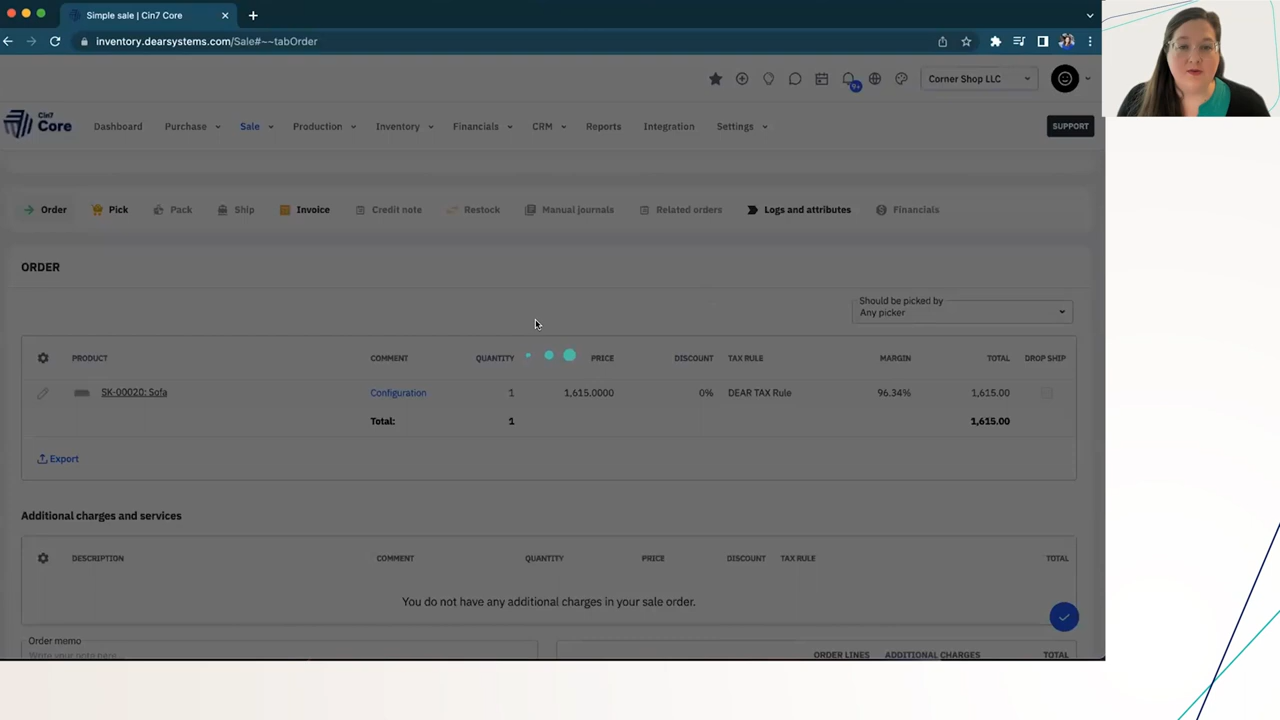 Simple sale | Cin7 Core
inventory.dearsystems.com/Sale#~~tabOrder
9+
Corner Shop LLC
Cin7 Core
Dashboard Purchase Sale Production Inventory Financials CRM Reports Integration Settings SUPPORT
Order Pick Pack Ship Invoice Credit note Restock Manual journals Related orders Logs and attributes Financials
ORDER
Should be picked by
Any picker
PRODUCT COMMENT QUANTITY PRICE DISCOUNT TAX RULE MARGIN TOTAL DROP SHIP
SK-00020: Sofa Configuration 1 1,615.0000 0% DEAR TAX Rule 96.34% 1,615.00
Total: 1 1,615.00
Export
Additional charges and services
DESCRIPTION COMMENT QUANTITY PRICE DISCOUNT TAX RULE TOTAL
You do not have any additional charges in your sale order.
Order memo
Write your note here...
ORDER LINES ADDITIONAL CHARGES TOTAL